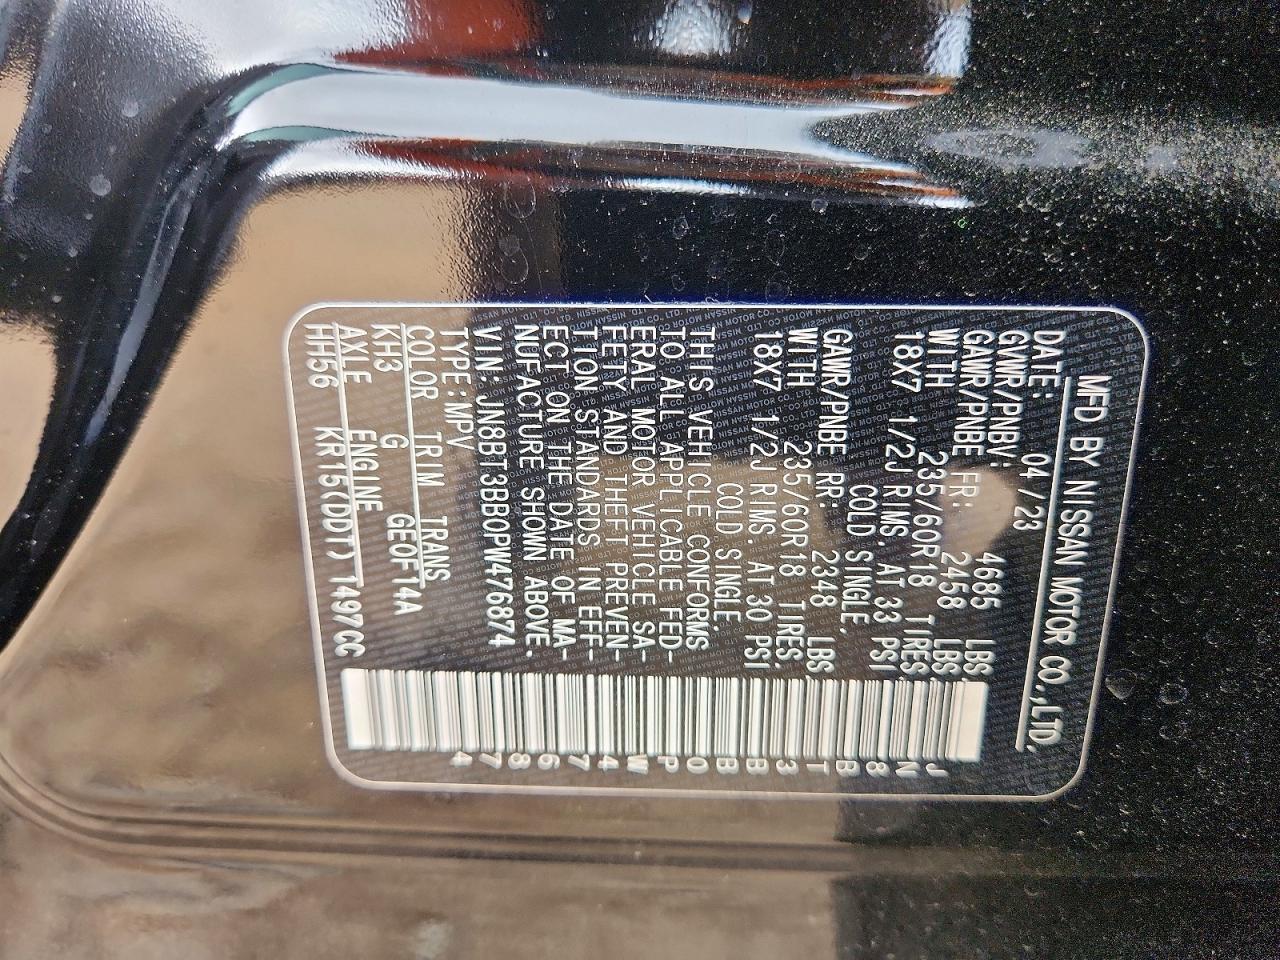 MFD BY NISSAN MOTOR CO.,LTD.
DATE: 04/23
GVWR/PNBV: 4685 LBS.
GAWR/PNBE FR: 2458 LBS.
WITH 235/60R18 TIRES,
18X7 1/2J RIMS. AT 33 PSI
COLD SINGLE.
GAWR/PNBE RR: 2348 LBS.
WITH 235/60R18 TIRES,
18X7 1/2J RIMS. AT 30 PSI
COLD SINGLE.
THIS VEHICLE CONFORMS
TO ALL APPLICABLE FED-
ERAL MOTOR VEHICLE SA-
FETY AND THEFT PREVEN-
TION STANDARDS IN EFF-
ECT ON THE DATE OF MA-
NUFACTURE SHOWN ABOVE.
VIN: JN8BT3BB0PW476874
TYPE:MPV
COLOR TRIM TRANS
KH3 G GE0F14A
AXLE ENGINE
HH56 KR15(DDT) 1497CC
JN8BT3BB0PW476874